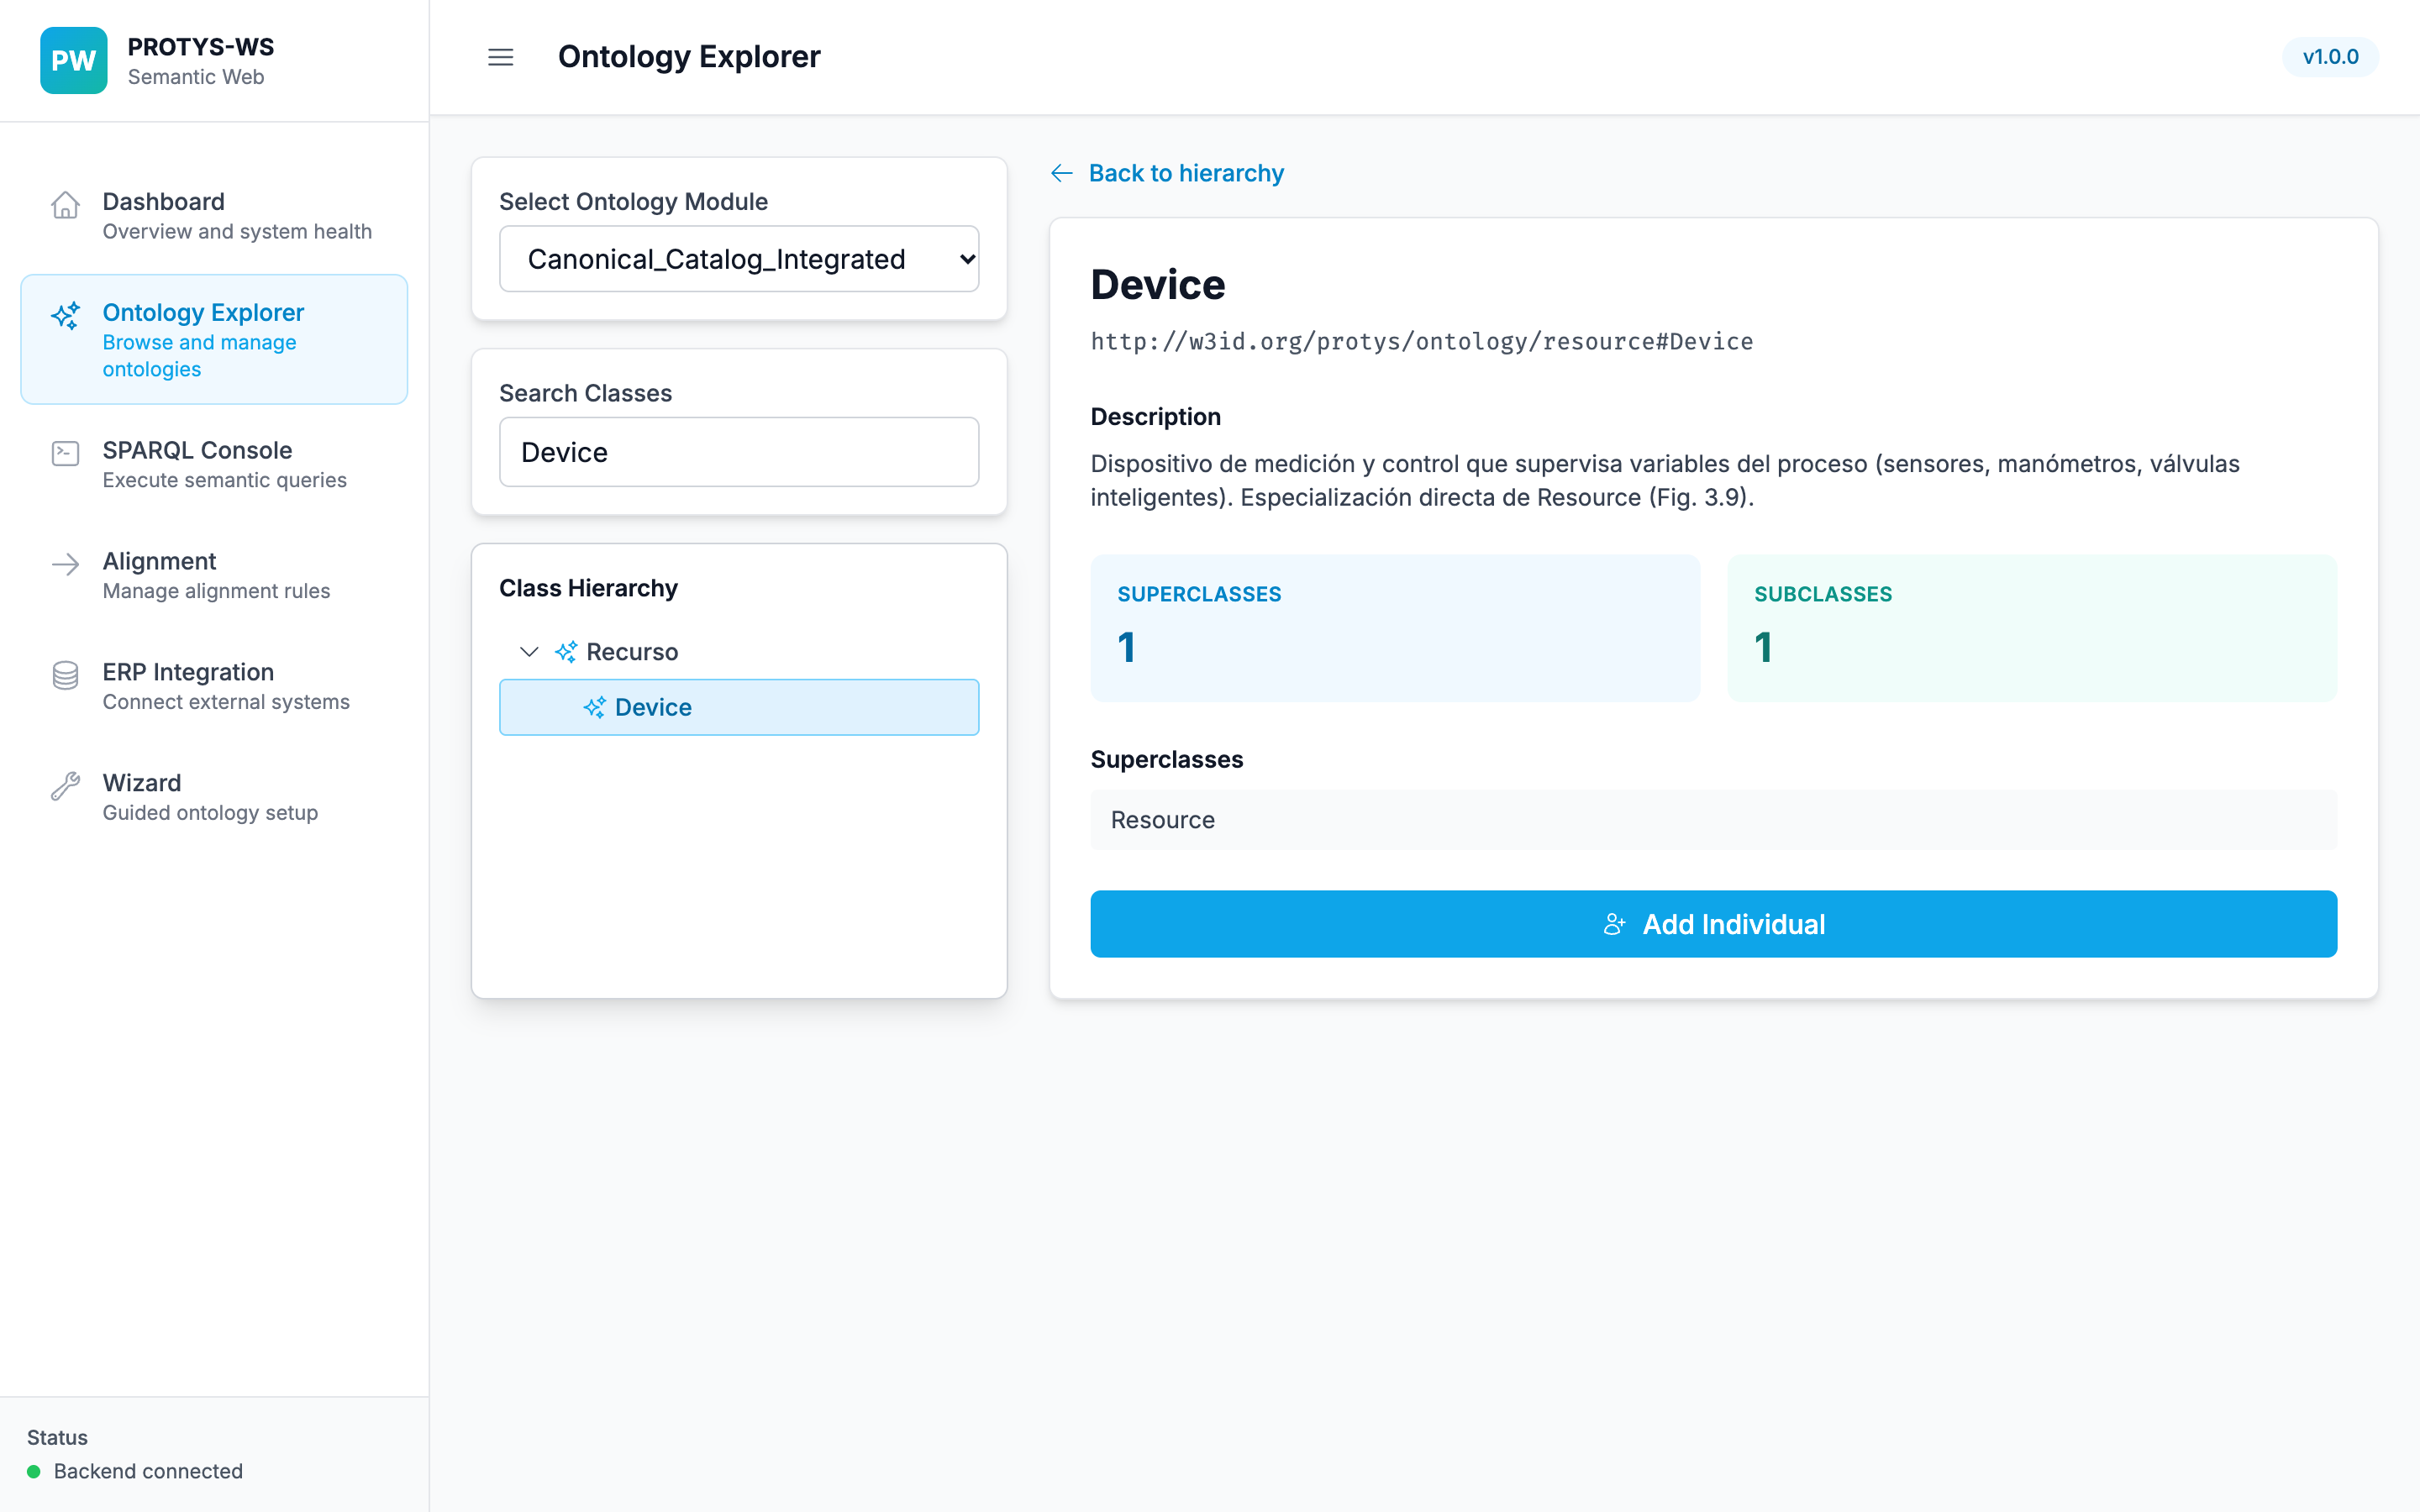 PW
PROTYS-WS
Semantic Web
Dashboard
Overview and system health
Ontology Explorer
Browse and manage
ontologies
SPARQL Console
Execute semantic queries
Alignment
Manage alignment rules
ERP Integration
Connect external systems
Wizard
Guided ontology setup
Status
Backend connected
Ontology Explorer
v1.0.0
Select Ontology Module
Canonical_Catalog_Integrated
Search Classes
Device
Class Hierarchy
Recurso
Device
Back to hierarchy
Device
http://w3id.org/protys/ontology/resource#Device
Description
Dispositivo de medición y control que supervisa variables del proceso (sensores, manómetros, válvulas
inteligentes). Especialización directa de Resource (Fig. 3.9).
SUPERCLASSES
1
SUBCLASSES
1
Superclasses
Resource
Add Individual